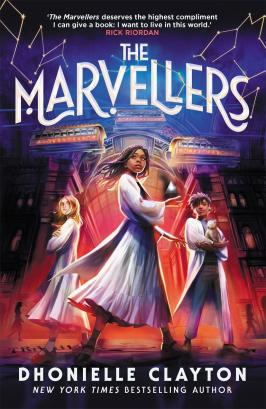 'The Marvellers deserves the highest compliment
I can give a book: I want to live in this world.'
RICK RIORDAN
THE
MARVELLERS
DHONIELLE CLAYTON
NEW YORK TIMES BESTSELLING AUTHOR